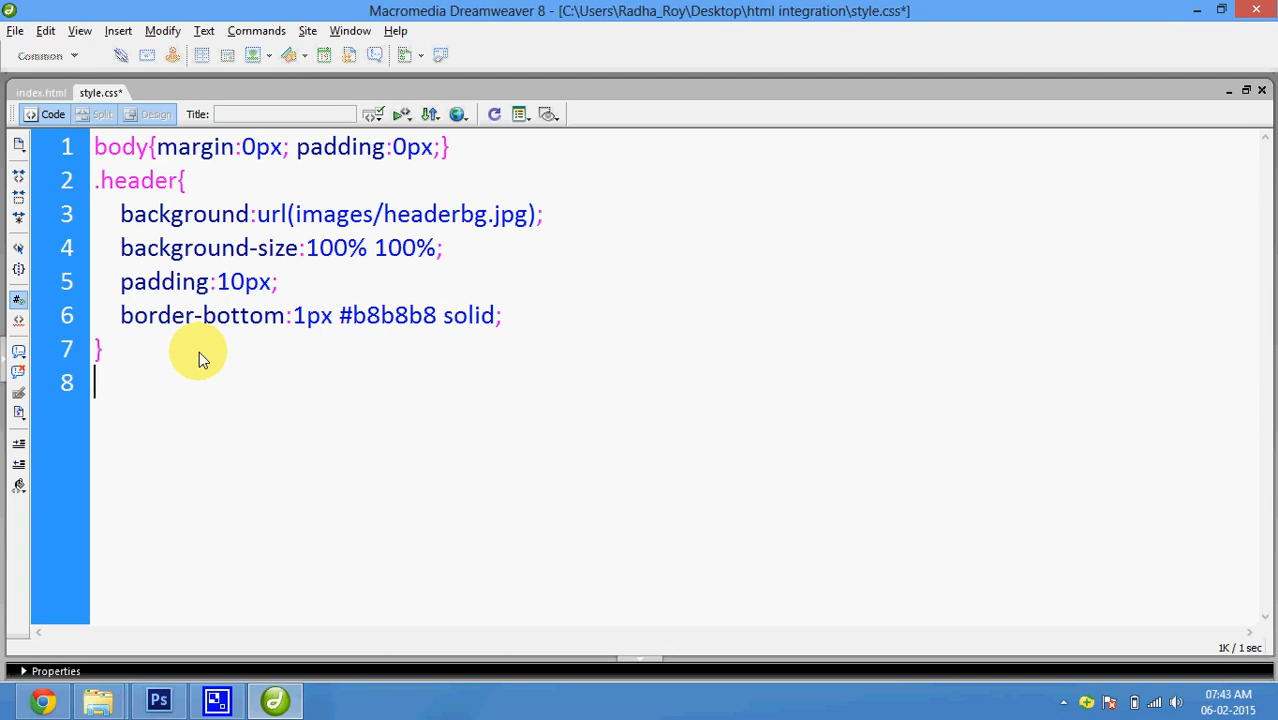 Macromedia Dreamweaver 8 - [C:\Users\Radha_Roy\Desktop\html integration\style.css*]
File Edit View Insert Modify Text Commands Site Window Help
Common
index.html style.css*
Code Split Design Title:
1 body{margin:0px; padding:0px;}
2 .header{
3 background:url(images/headerbg.jpg);
4 background-size:100% 100%;
5 padding:10px;
6 border-bottom:1px #b8b8b8 solid;
7 }
8
1K / 1 sec
Properties
Ps
07:43 AM
06-02-2015